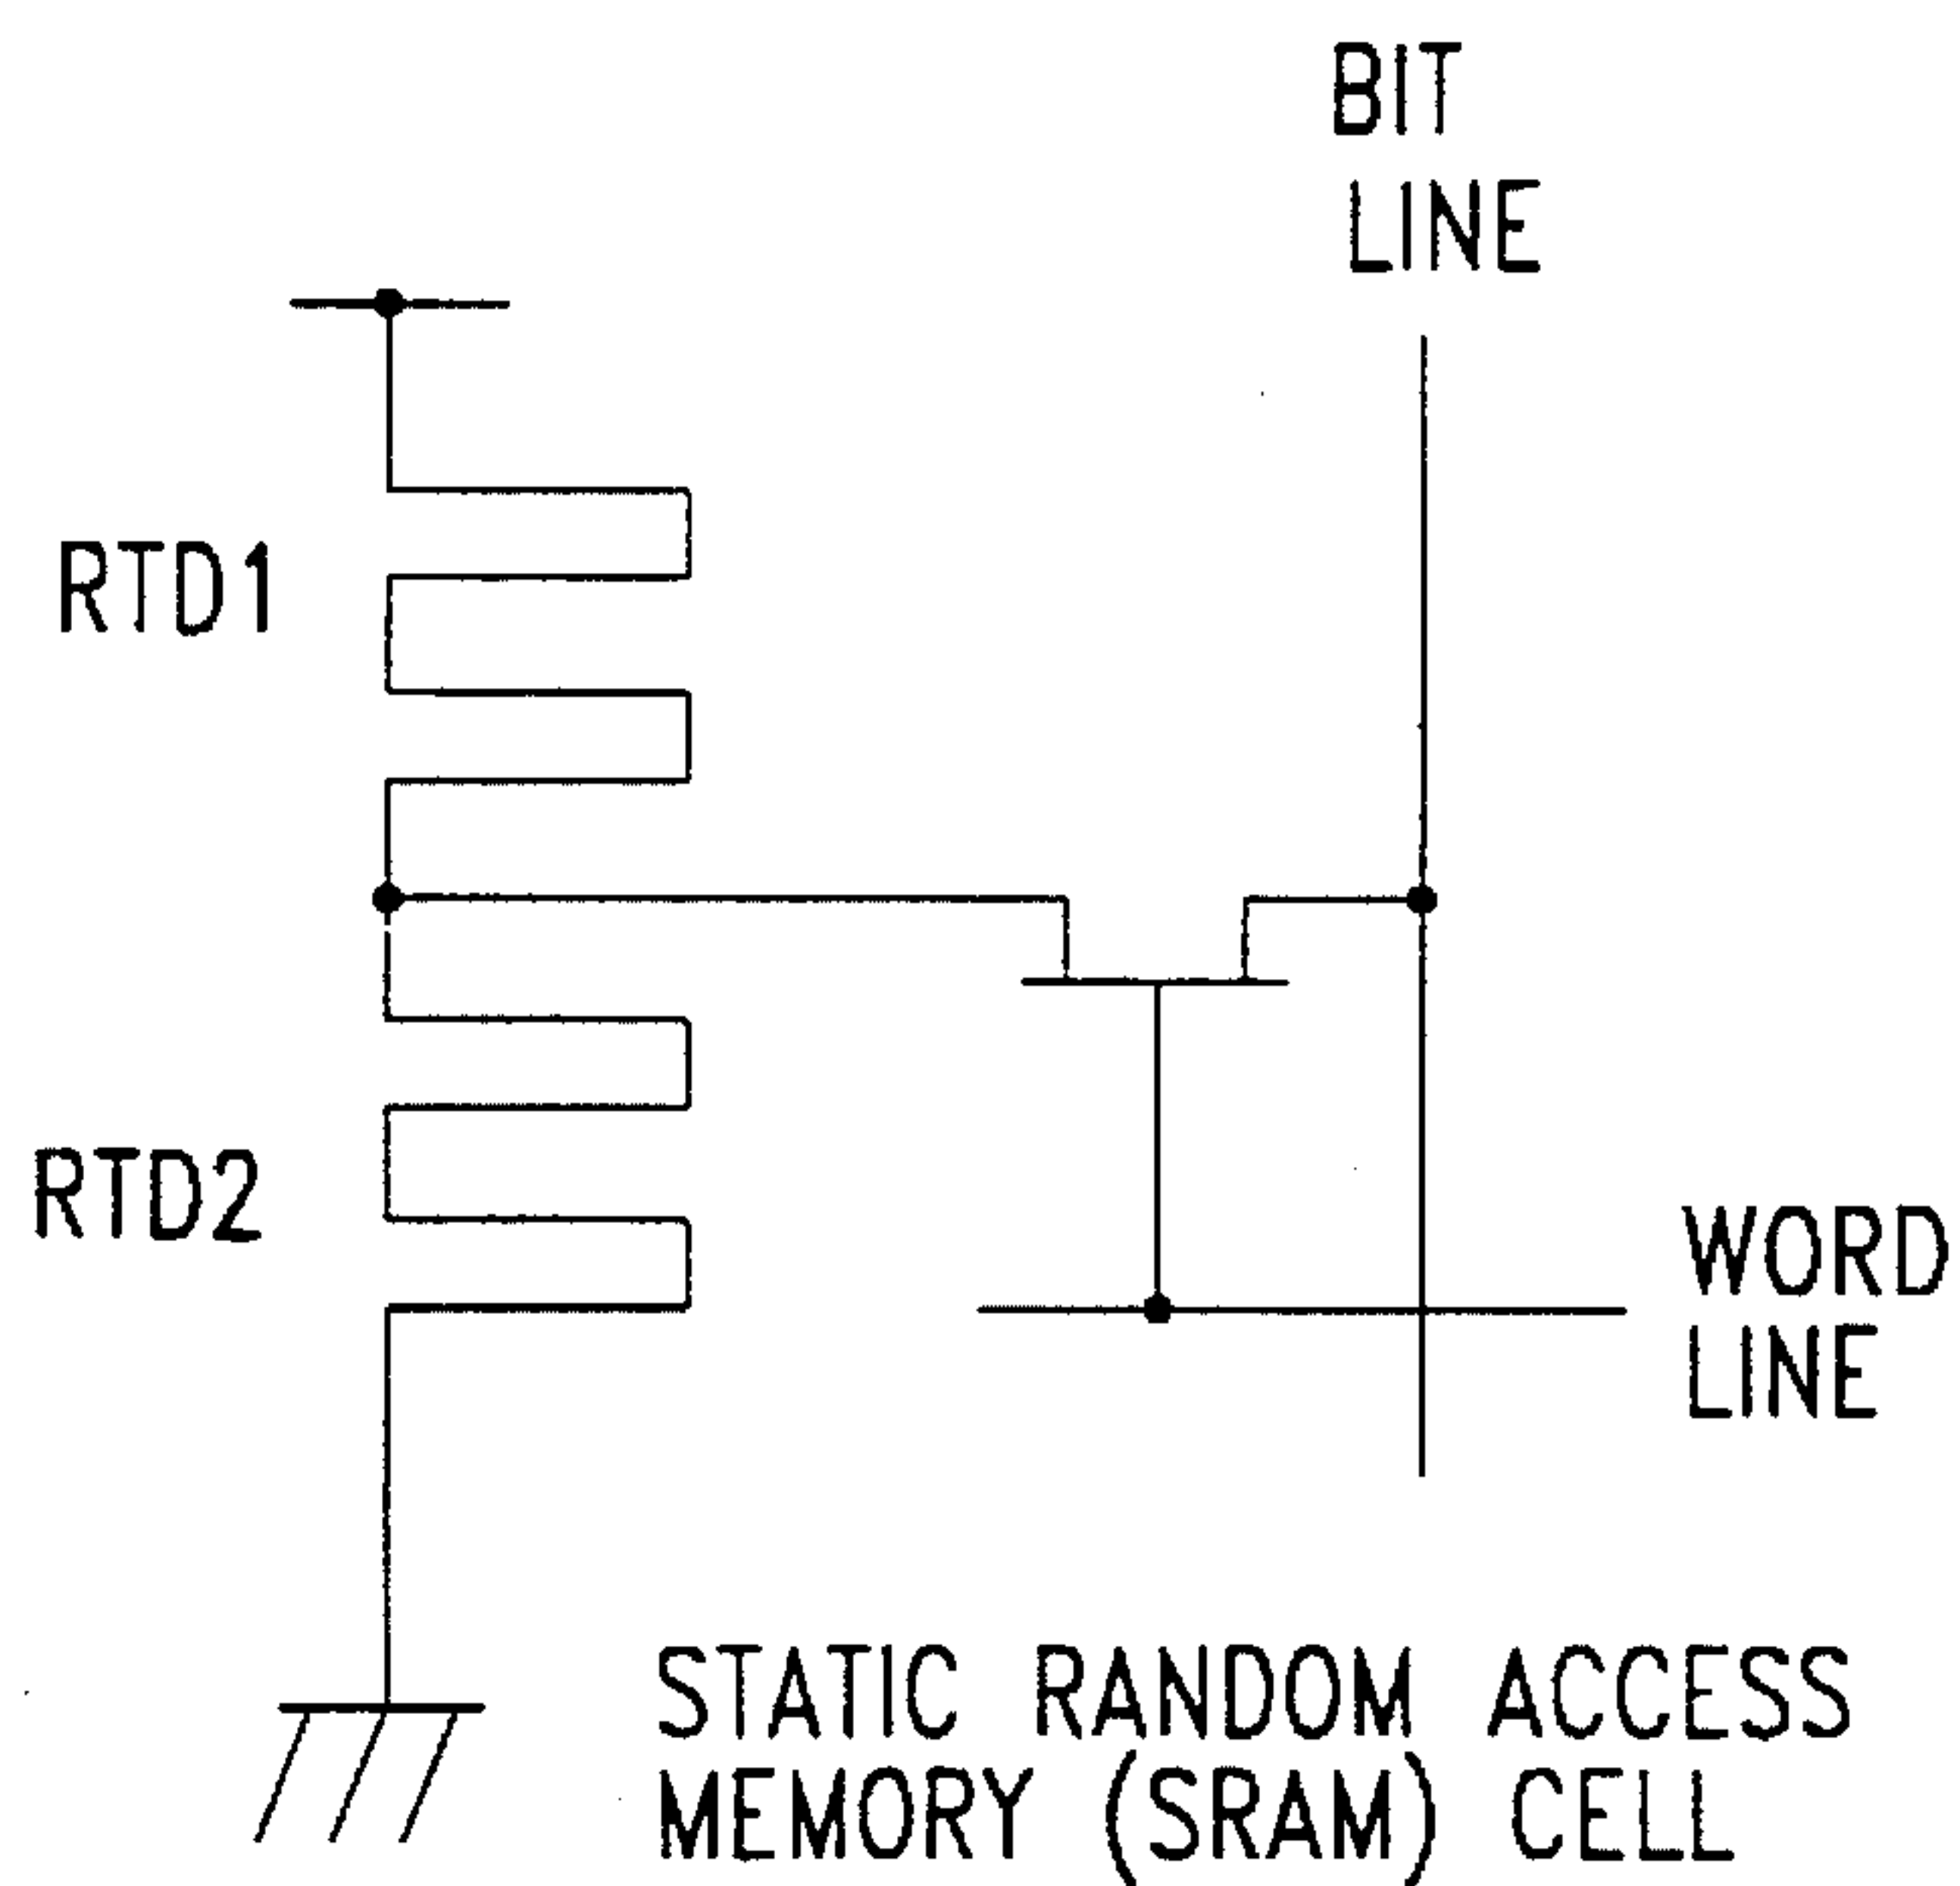 BIT
LINE
RTD1
RTD2
WORD
LINE
STATIC RANDOM ACCESS
MEMORY (SRAM) CELL